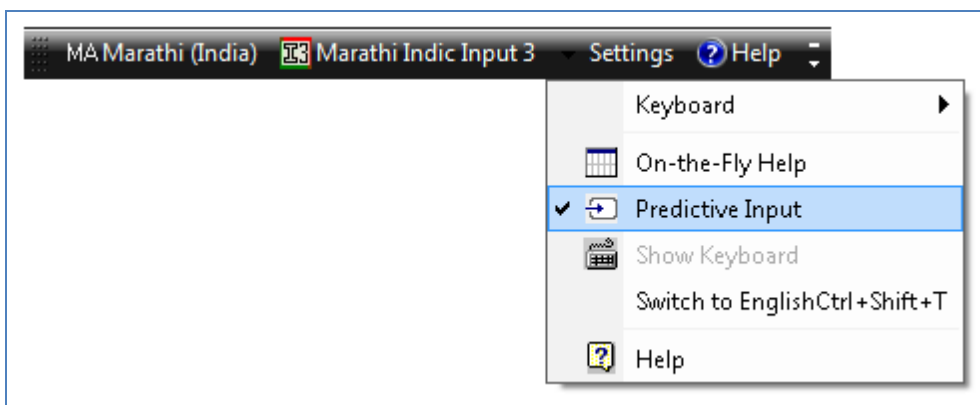 MA Marathi (India) I3 Marathi Indic Input 3 Settings ? Help
Keyboard
On-the-Fly Help
Predictive Input
Show Keyboard
Switch to EnglishCtrl+Shift+T
? Help